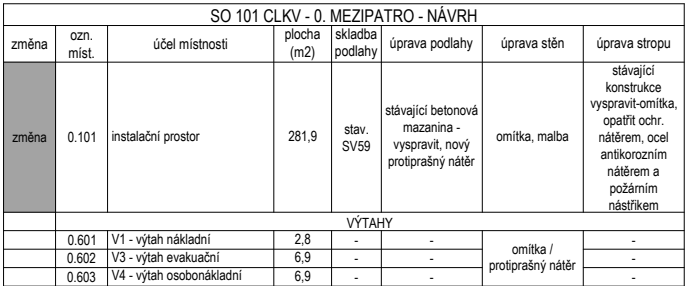 SO 101 CLKV - 0. MEZIPATRO - NÁVRH
změna ozn. míst. účel místnosti plocha (m2) skladba podlahy úprava podlahy úprava stěn úprava stropu
změna 0.101 instalační prostor 281,9 stav. SV59 stávající betonová mazanina - vyspravit, nový protiprašný nátěr omítka, malba stávající konstrukce vyspravit-omítka, opatřit ochr. nátěrem, ocel antikorozním nátěrem a požárním nástřikem
VÝTAHY
0.601 V1 - výtah nákladní 2,8 - - omítka / protiprašný nátěr -
0.602 V3 - výtah evakuační 6,9 - - -
0.603 V4 - výtah osobonákladní 6,9 - - -